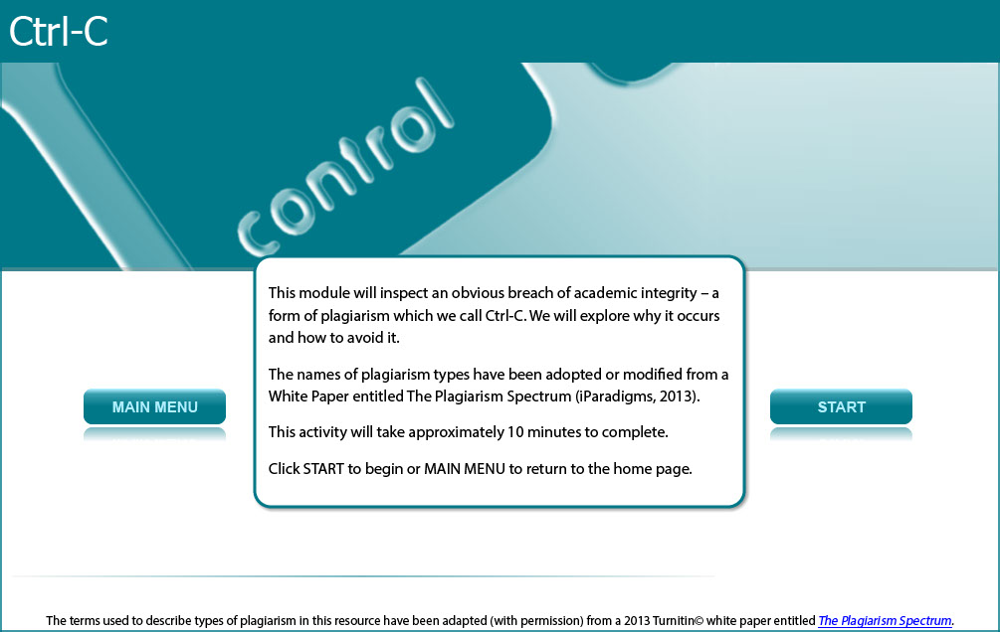 Ctrl-C
control
This module will inspect an obvious breach of academic integrity – a
form of plagiarism which we call Ctrl-C. We will explore why it occurs
and how to avoid it.
The names of plagiarism types have been adopted or modified from a
White Paper entitled The Plagiarism Spectrum (iParadigms, 2013).
This activity will take approximately 10 minutes to complete.
Click START to begin or MAIN MENU to return to the home page.
MAIN MENU
START
The terms used to describe types of plagiarism in this resource have been adapted (with permission) from a 2013 Turnitin© white paper entitled The Plagiarism Spectrum.